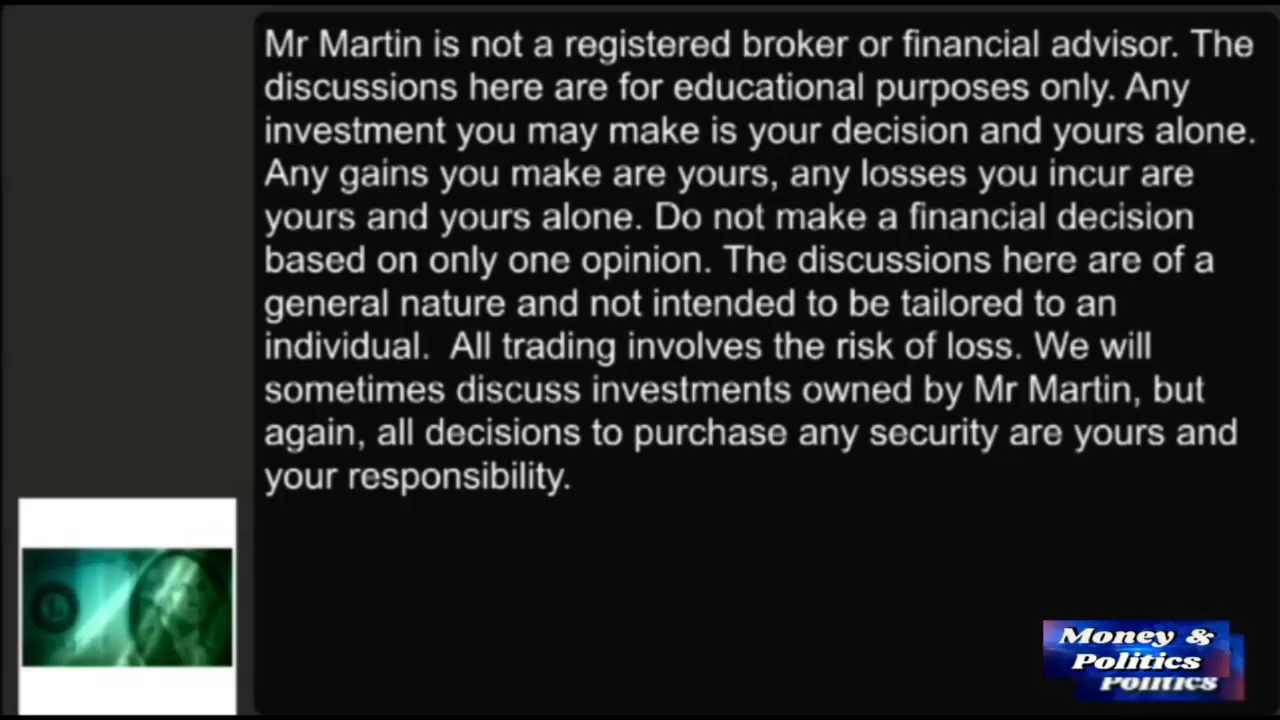 Mr Martin is not a registered broker or financial advisor. The
discussions here are for educational purposes only. Any
investment you may make is your decision and yours alone.
Any gains you make are yours, any losses you incur are
yours and yours alone. Do not make a financial decision
based on only one opinion. The discussions here are of a
general nature and not intended to be tailored to an
individual.  All trading involves the risk of loss. We will
sometimes discuss investments owned by Mr Martin, but
again, all decisions to purchase any security are yours and
your responsibility.
Money &
Politics
Politics